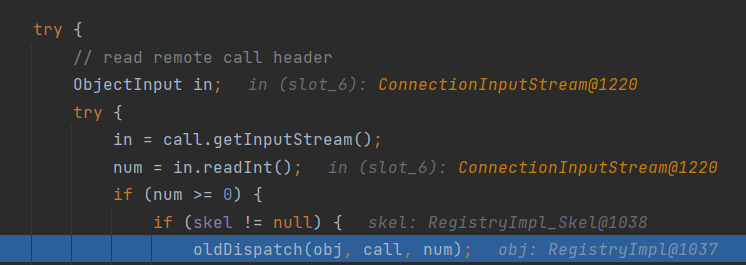 try {
// read remote call header
ObjectInput in;   in (slot_6): ConnectionInputStream@1220
try {
in = call.getInputStream();
num = in.readInt();   in (slot_6): ConnectionInputStream@1220
if (num >= 0) {
if (skel != null) {   skel: RegistryImpl_Skel@1038
oldDispatch(obj, call, num);   obj: RegistryImpl@1037